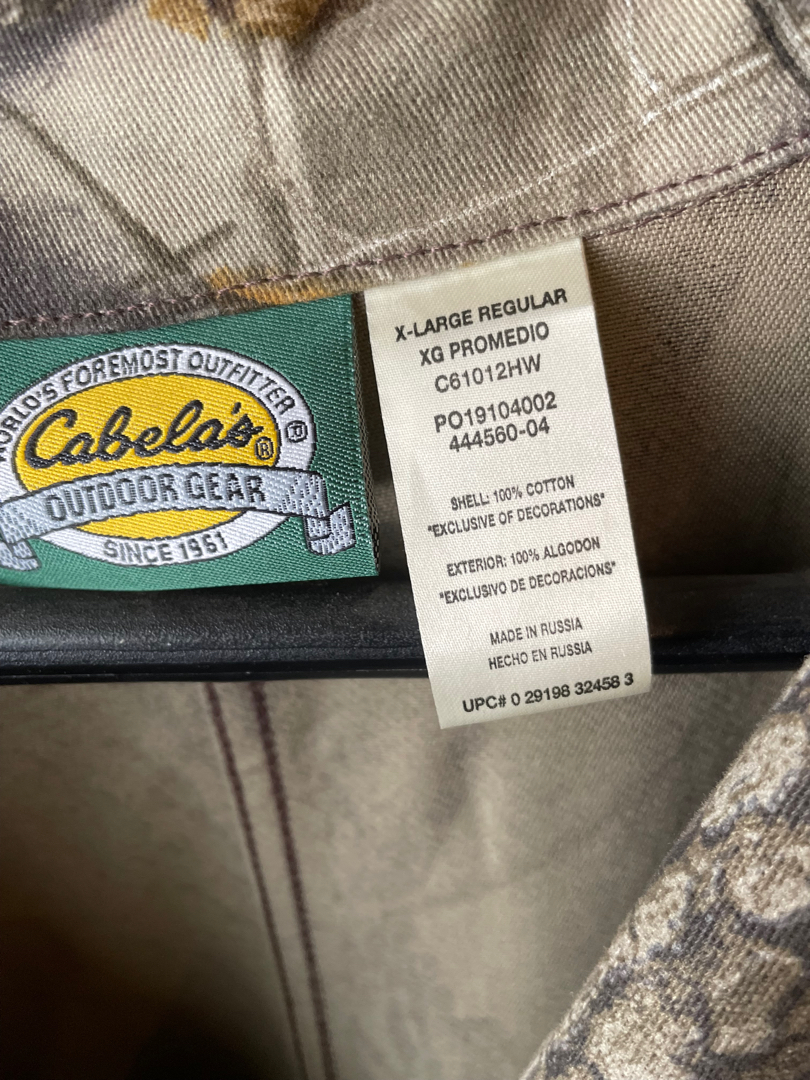 WORLD'S FOREMOST OUTFITTER ®
Cabela's®
OUTDOOR GEAR
SINCE 1961
X-LARGE REGULAR
XG PROMEDIO
C61012HW
PO19104002
444560-04
SHELL: 100% COTTON
"EXCLUSIVE OF DECORATIONS"
EXTERIOR: 100% ALGODON
"EXCLUSIVO DE DECORACIONS"
MADE IN RUSSIA
HECHO EN RUSSIA
UPC# 0 29198 32458 3